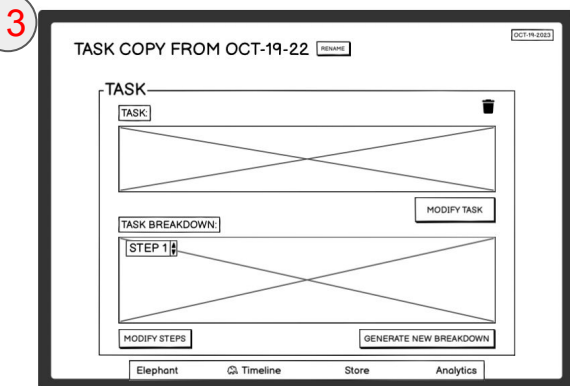 3
OCT-19-2023
TASK COPY FROM OCT-19-22 RENAME
TASK
TASK:
MODIFY TASK
TASK BREAKDOWN:
STEP 1
MODIFY STEPS GENERATE NEW BREAKDOWN
Elephant Timeline Store Analytics